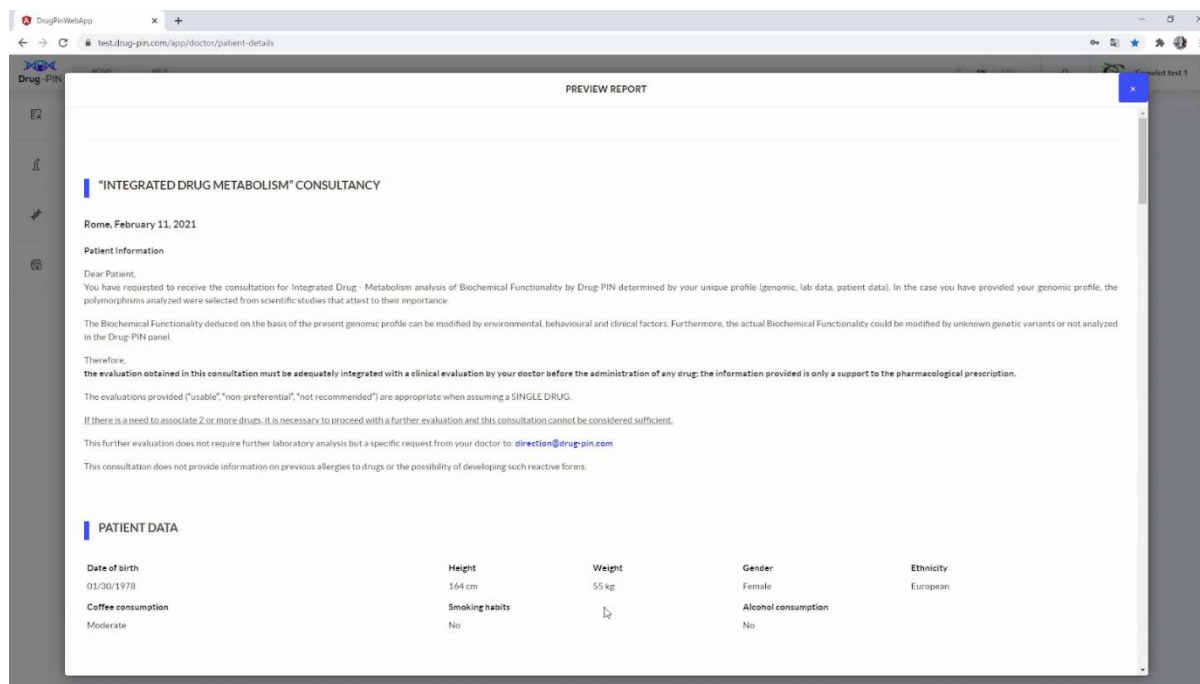 DrugPinWebApp
test.drug-pin.com/app/doctor/patient-details
Drug-PIN
test 1
PREVIEW REPORT
"INTEGRATED DRUG METABOLISM" CONSULTANCY
Rome, February 11, 2021
Patient Information
Dear Patient,
You have requested to receive the consultation for Integrated Drug - Metabolism analysis of Biochemical Functionality by Drug-PIN determined by your unique profile (genomic, lab data, patient data). In the case you have provided your genomic profile, the
polymorphisms analyzed were selected from scientific studies that attest to their importance.
The Biochemical Functionality deduced on the basis of the present genomic profile can be modified by environmental, behavioural and clinical factors. Furthermore, the actual Biochemical Functionality could be modified by unknown genetic variants or not analyzed
in the Drug-PIN panel.
Therefore,
the evaluation obtained in this consultation must be adequately integrated with a clinical evaluation by your doctor before the administration of any drug; the information provided is only a support to the pharmacological prescription.
The evaluations provided ("usable", "non-preferential", "not recommended") are appropriate when assuming a SINGLE DRUG.
If there is a need to associate 2 or more drugs, it is necessary to proceed with a further evaluation and this consultation cannot be considered sufficient.
This further evaluation does not require further laboratory analysis but a specific request from your doctor to: direction@drug-pin.com
This consultation does not provide information on previous allergies to drugs or the possibility of developing such reactive forms.
PATIENT DATA
Date of birth Height Weight Gender Ethnicity
01/30/1978 164 cm 55 kg Female European
Coffee consumption Smoking habits Alcohol consumption
Moderate No No